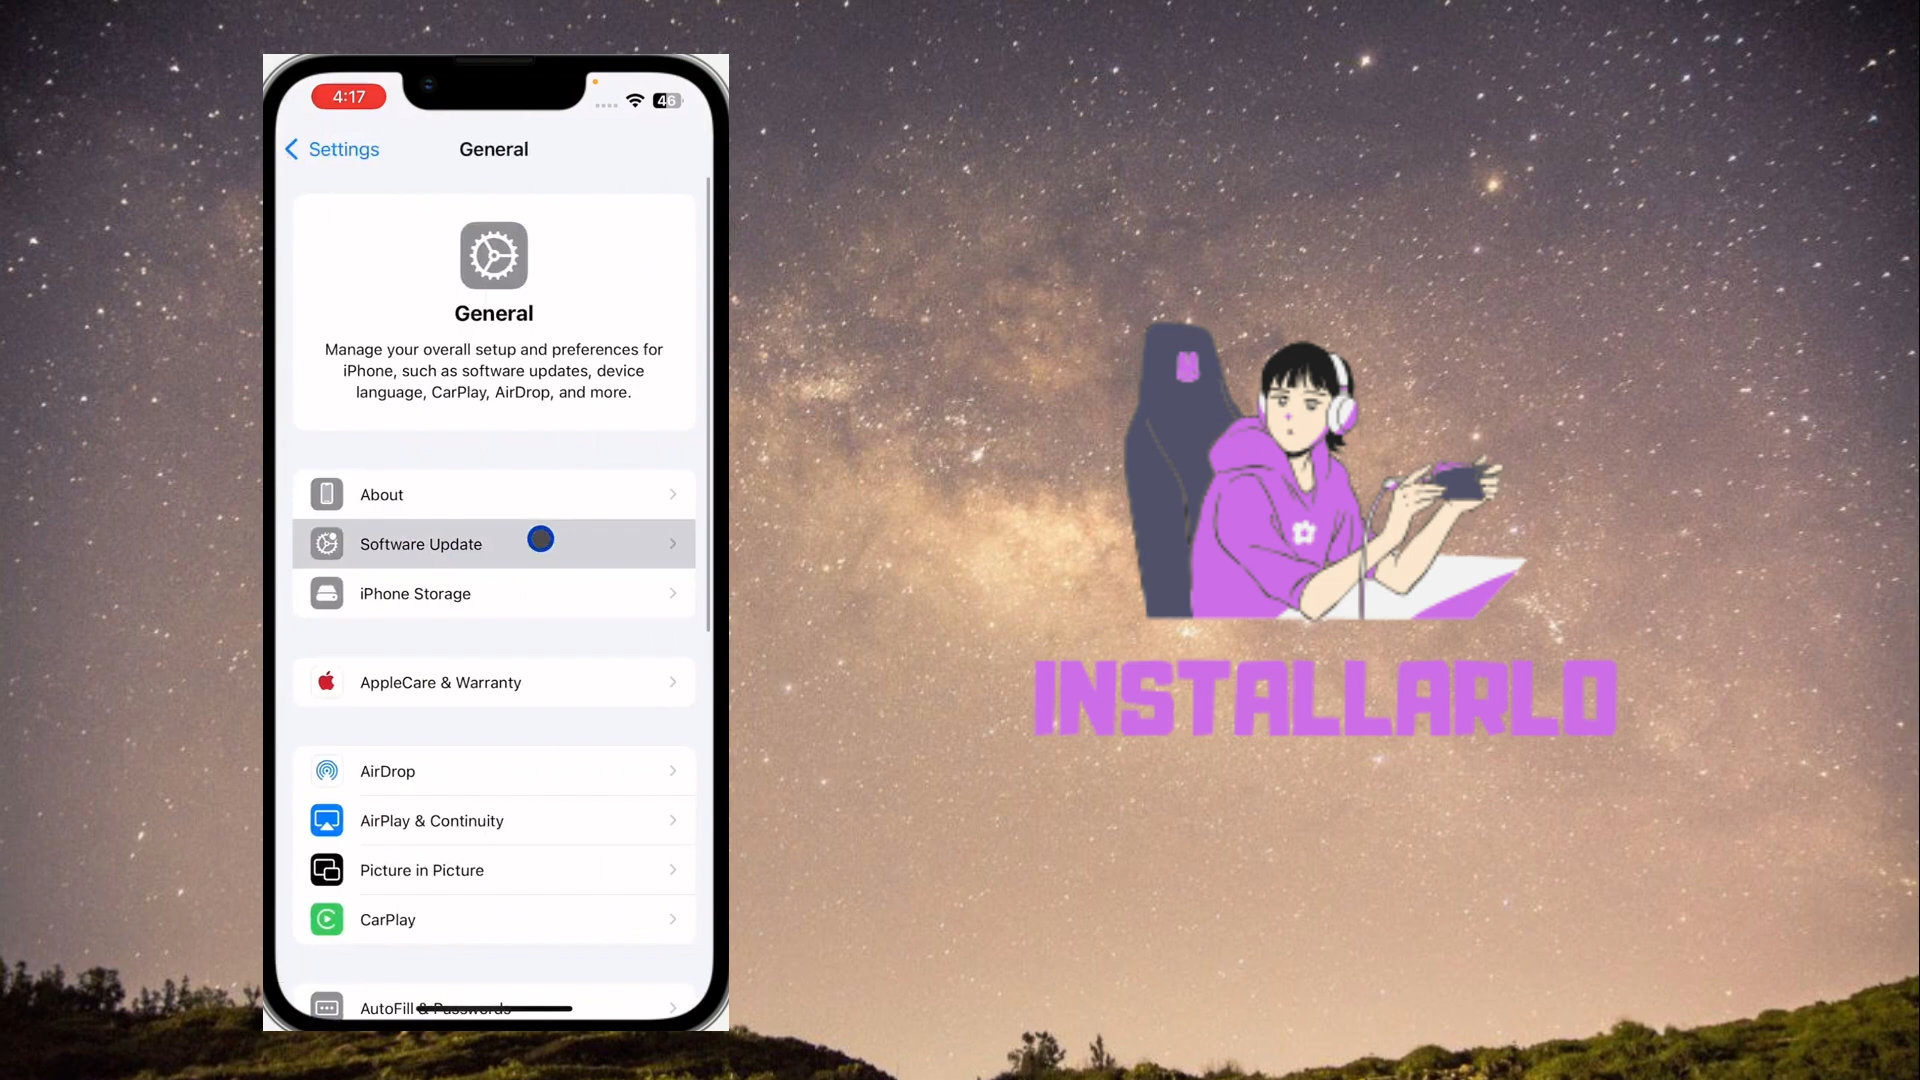 4:17
46
Settings
General
General
Manage your overall setup and preferences for
iPhone, such as software updates, device
language, CarPlay, AirDrop, and more.
About
Software Update
iPhone Storage
AppleCare & Warranty
AirDrop
AirPlay & Continuity
Picture in Picture
CarPlay
AutoFill & Passwords
INSTALLARLO